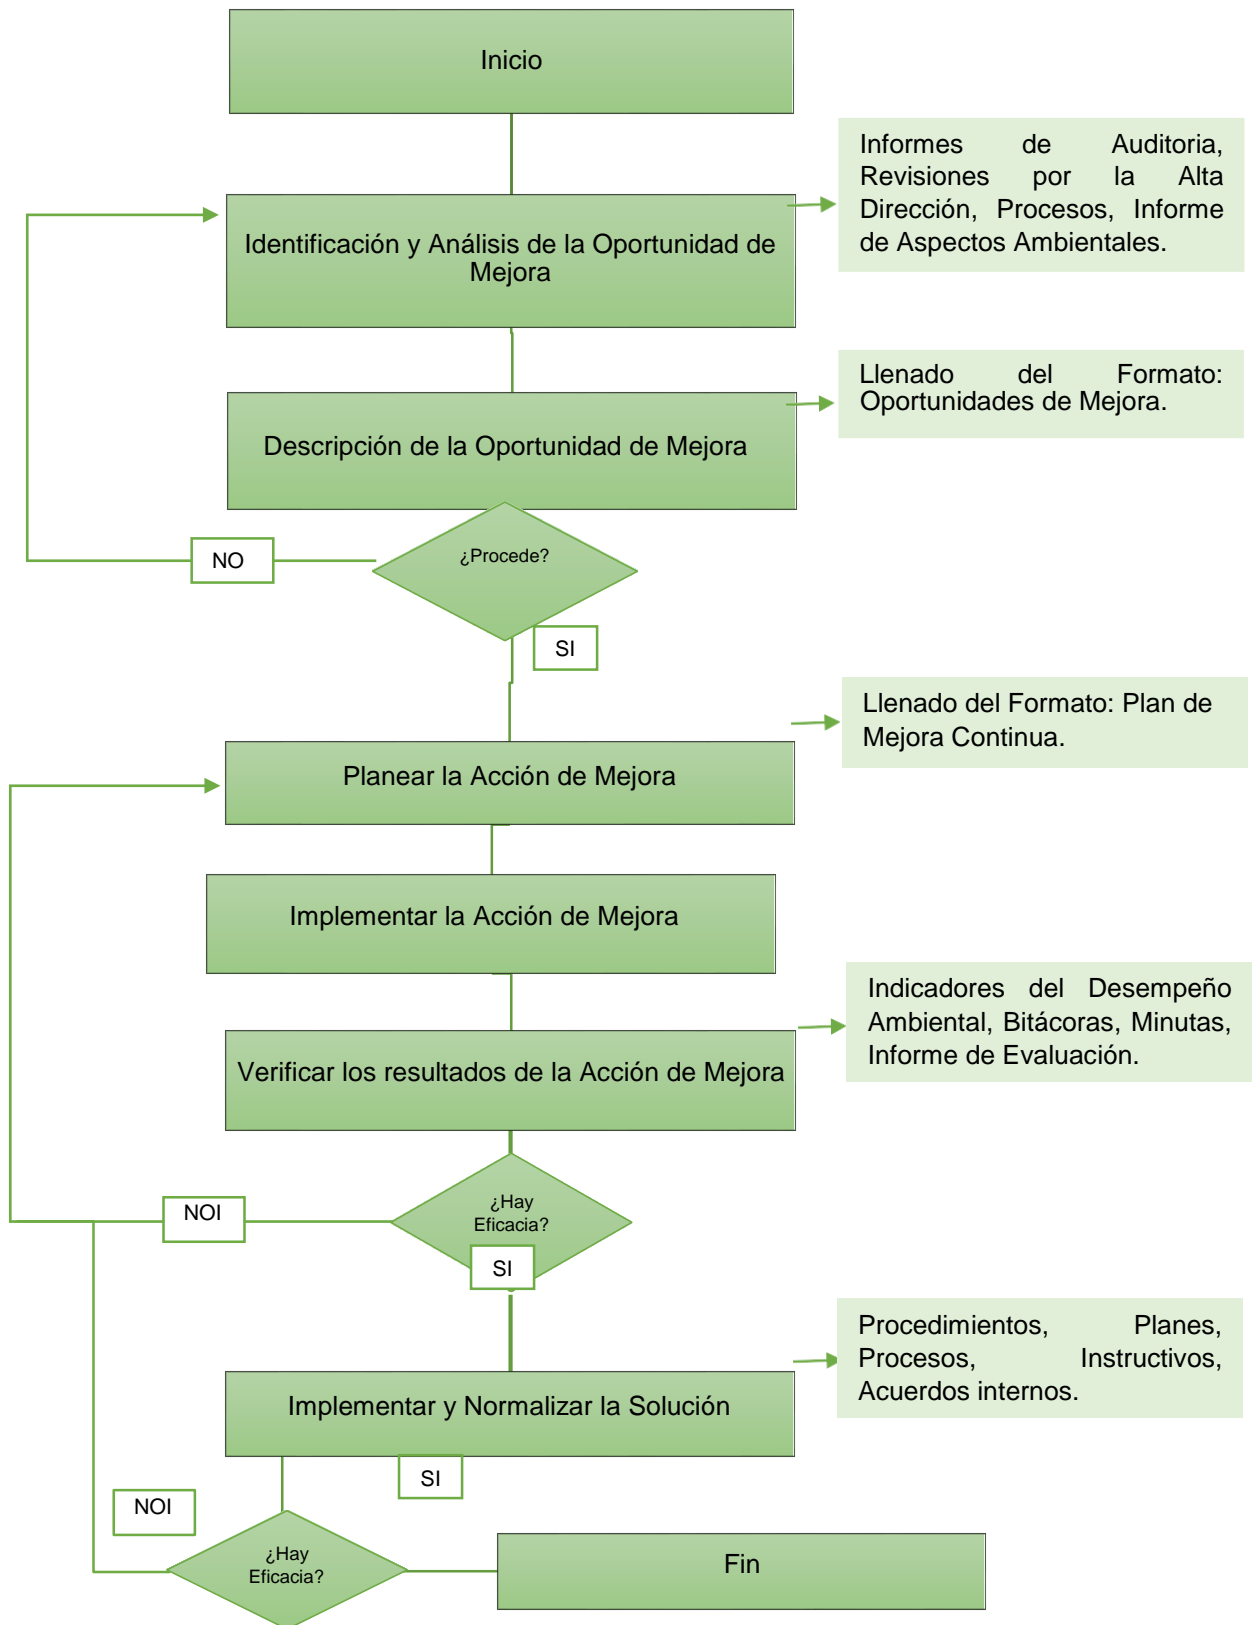 Inicio
Informes de Auditoria,
Revisiones por la Alta
Dirección, Procesos, Informe
de Aspectos Ambientales.
Identificación y Análisis de la Oportunidad de
Mejora
Llenado del Formato:
Oportunidades de Mejora.
Descripción de la Oportunidad de Mejora
¿Procede?
NO
SI
Llenado del Formato: Plan de
Mejora Continua.
Planear la Acción de Mejora
Implementar la Acción de Mejora
Indicadores del Desempeño
Ambiental, Bitácoras, Minutas,
Informe de Evaluación.
Verificar los resultados de la Acción de Mejora
¿Hay
Eficacia?
NOI
SI
Procedimientos, Planes,
Procesos, Instructivos,
Acuerdos internos.
Implementar y Normalizar la Solución
SI
NOI
¿Hay
Eficacia?
Fin